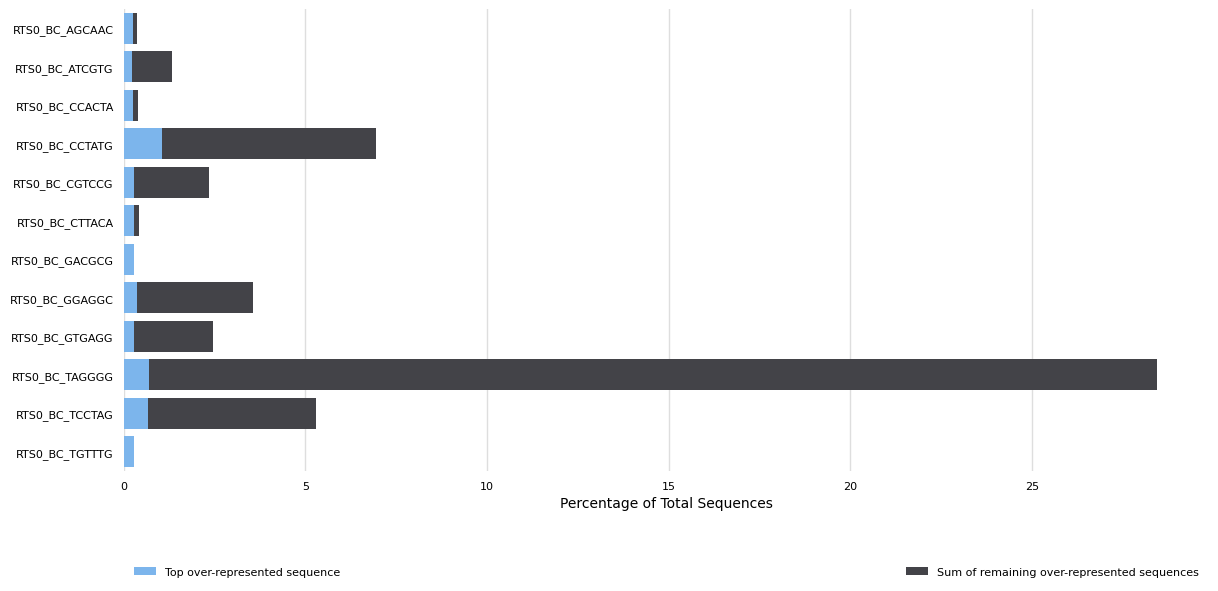 RTS0_BC_AGCAAC
RTS0_BC_ATCGTG
RTS0_BC_CCACTA
RTS0_BC_CCTATG
RTS0_BC_CGTCCG
RTS0_BC_CTTACA
RTS0_BC_GACGCG
RTS0_BC_GGAGGC
RTS0_BC_GTGAGG
RTS0_BC_TAGGGG
RTS0_BC_TCCTAG
RTS0_BC_TGTTTG
0 5 10 15 20 25
Percentage of Total Sequences
Top over-represented sequence Sum of remaining over-represented sequences